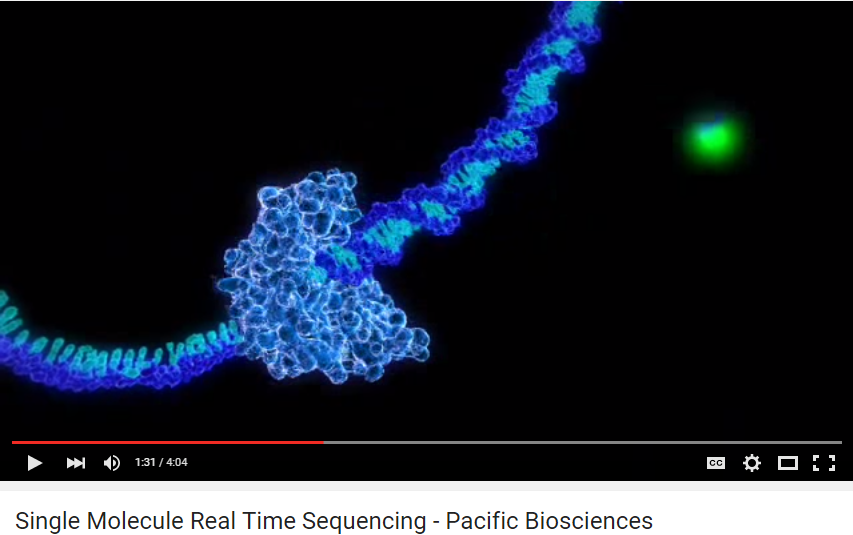 1:31 / 4:04
CC
Single Molecule Real Time Sequencing - Pacific Biosciences